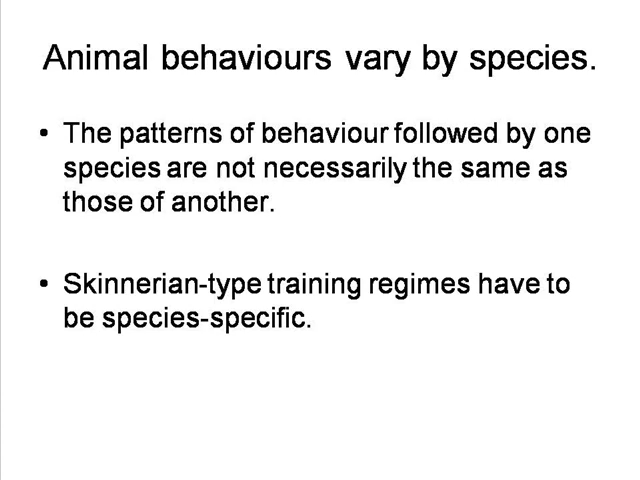 Animal behaviours vary by species.
• The patterns of behaviour followed by one
species are not necessarily the same as
those of another.
• Skinnerian-type training regimes have to
be species-specific.